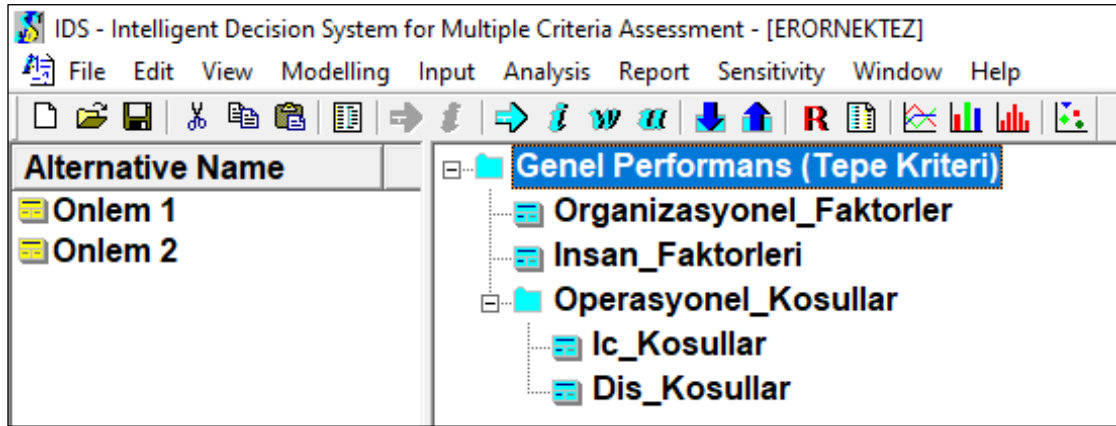 IDS - Intelligent Decision System for Multiple Criteria Assessment - [ERORNEKTEZ]
File Edit View Modelling Input Analysis Report Sensitivity Window Help
Alternative Name
Onlem 1
Onlem 2
Genel Performans (Tepe Kriteri)
Organizasyonel_Faktorler
Insan_Faktorleri
Operasyonel_Kosullar
Ic_Kosullar
Dis_Kosullar